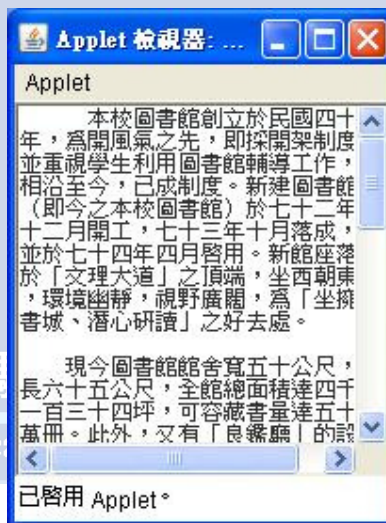 Applet 檢視器: ...
Applet
本校圖書館創立於民國四十
年，為開風氣之先，即採開架制度
並重視學生利用圖書館輔導工作，
相沿至今，已成制度。新建圖書館
（即今之本校圖書館）於七十二年
十二月開工，七十三年十月落成，
並於七十四年四月啓用。新館座落
於「文理大道」之頂端，坐西朝東
，環境幽靜，視野廣闊，為「坐擁
書城、潛心研讀」之好去處。
現今圖書館館舍寬五十公尺，
長六十五公尺，全館總面積達四千
一百三十四坪，可容藏書量達五十
萬冊。此外，又有「良鑑廳」的設
已啓用 Applet。